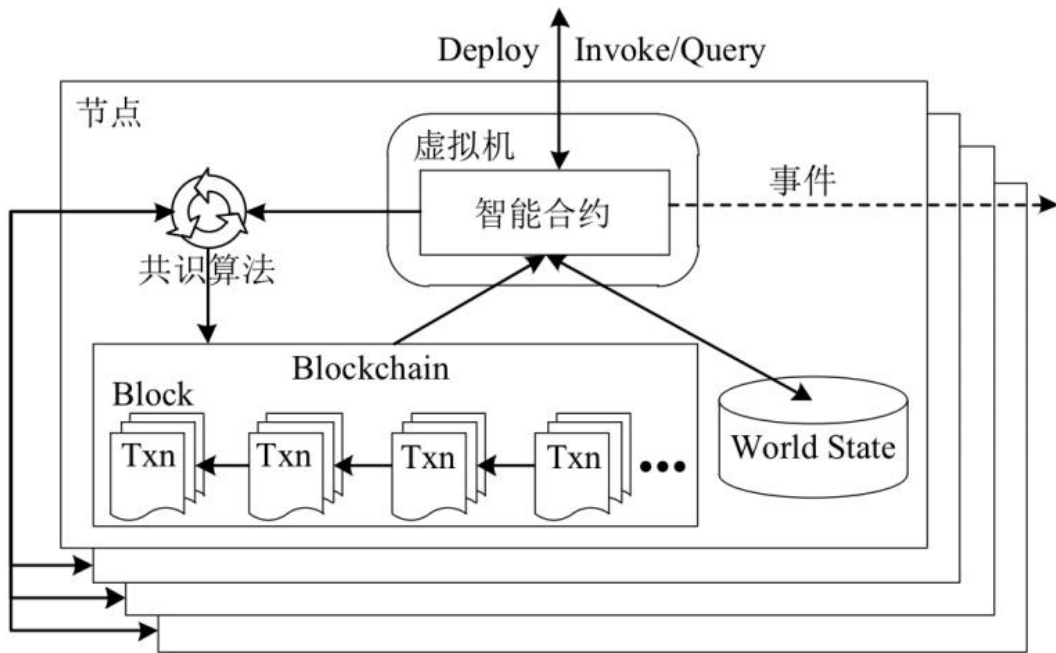 Deploy Invoke/Query
节点
虚拟机
事件
智能合约
共识算法
Blockchain
Block
Txn Txn Txn Txn •••
World State